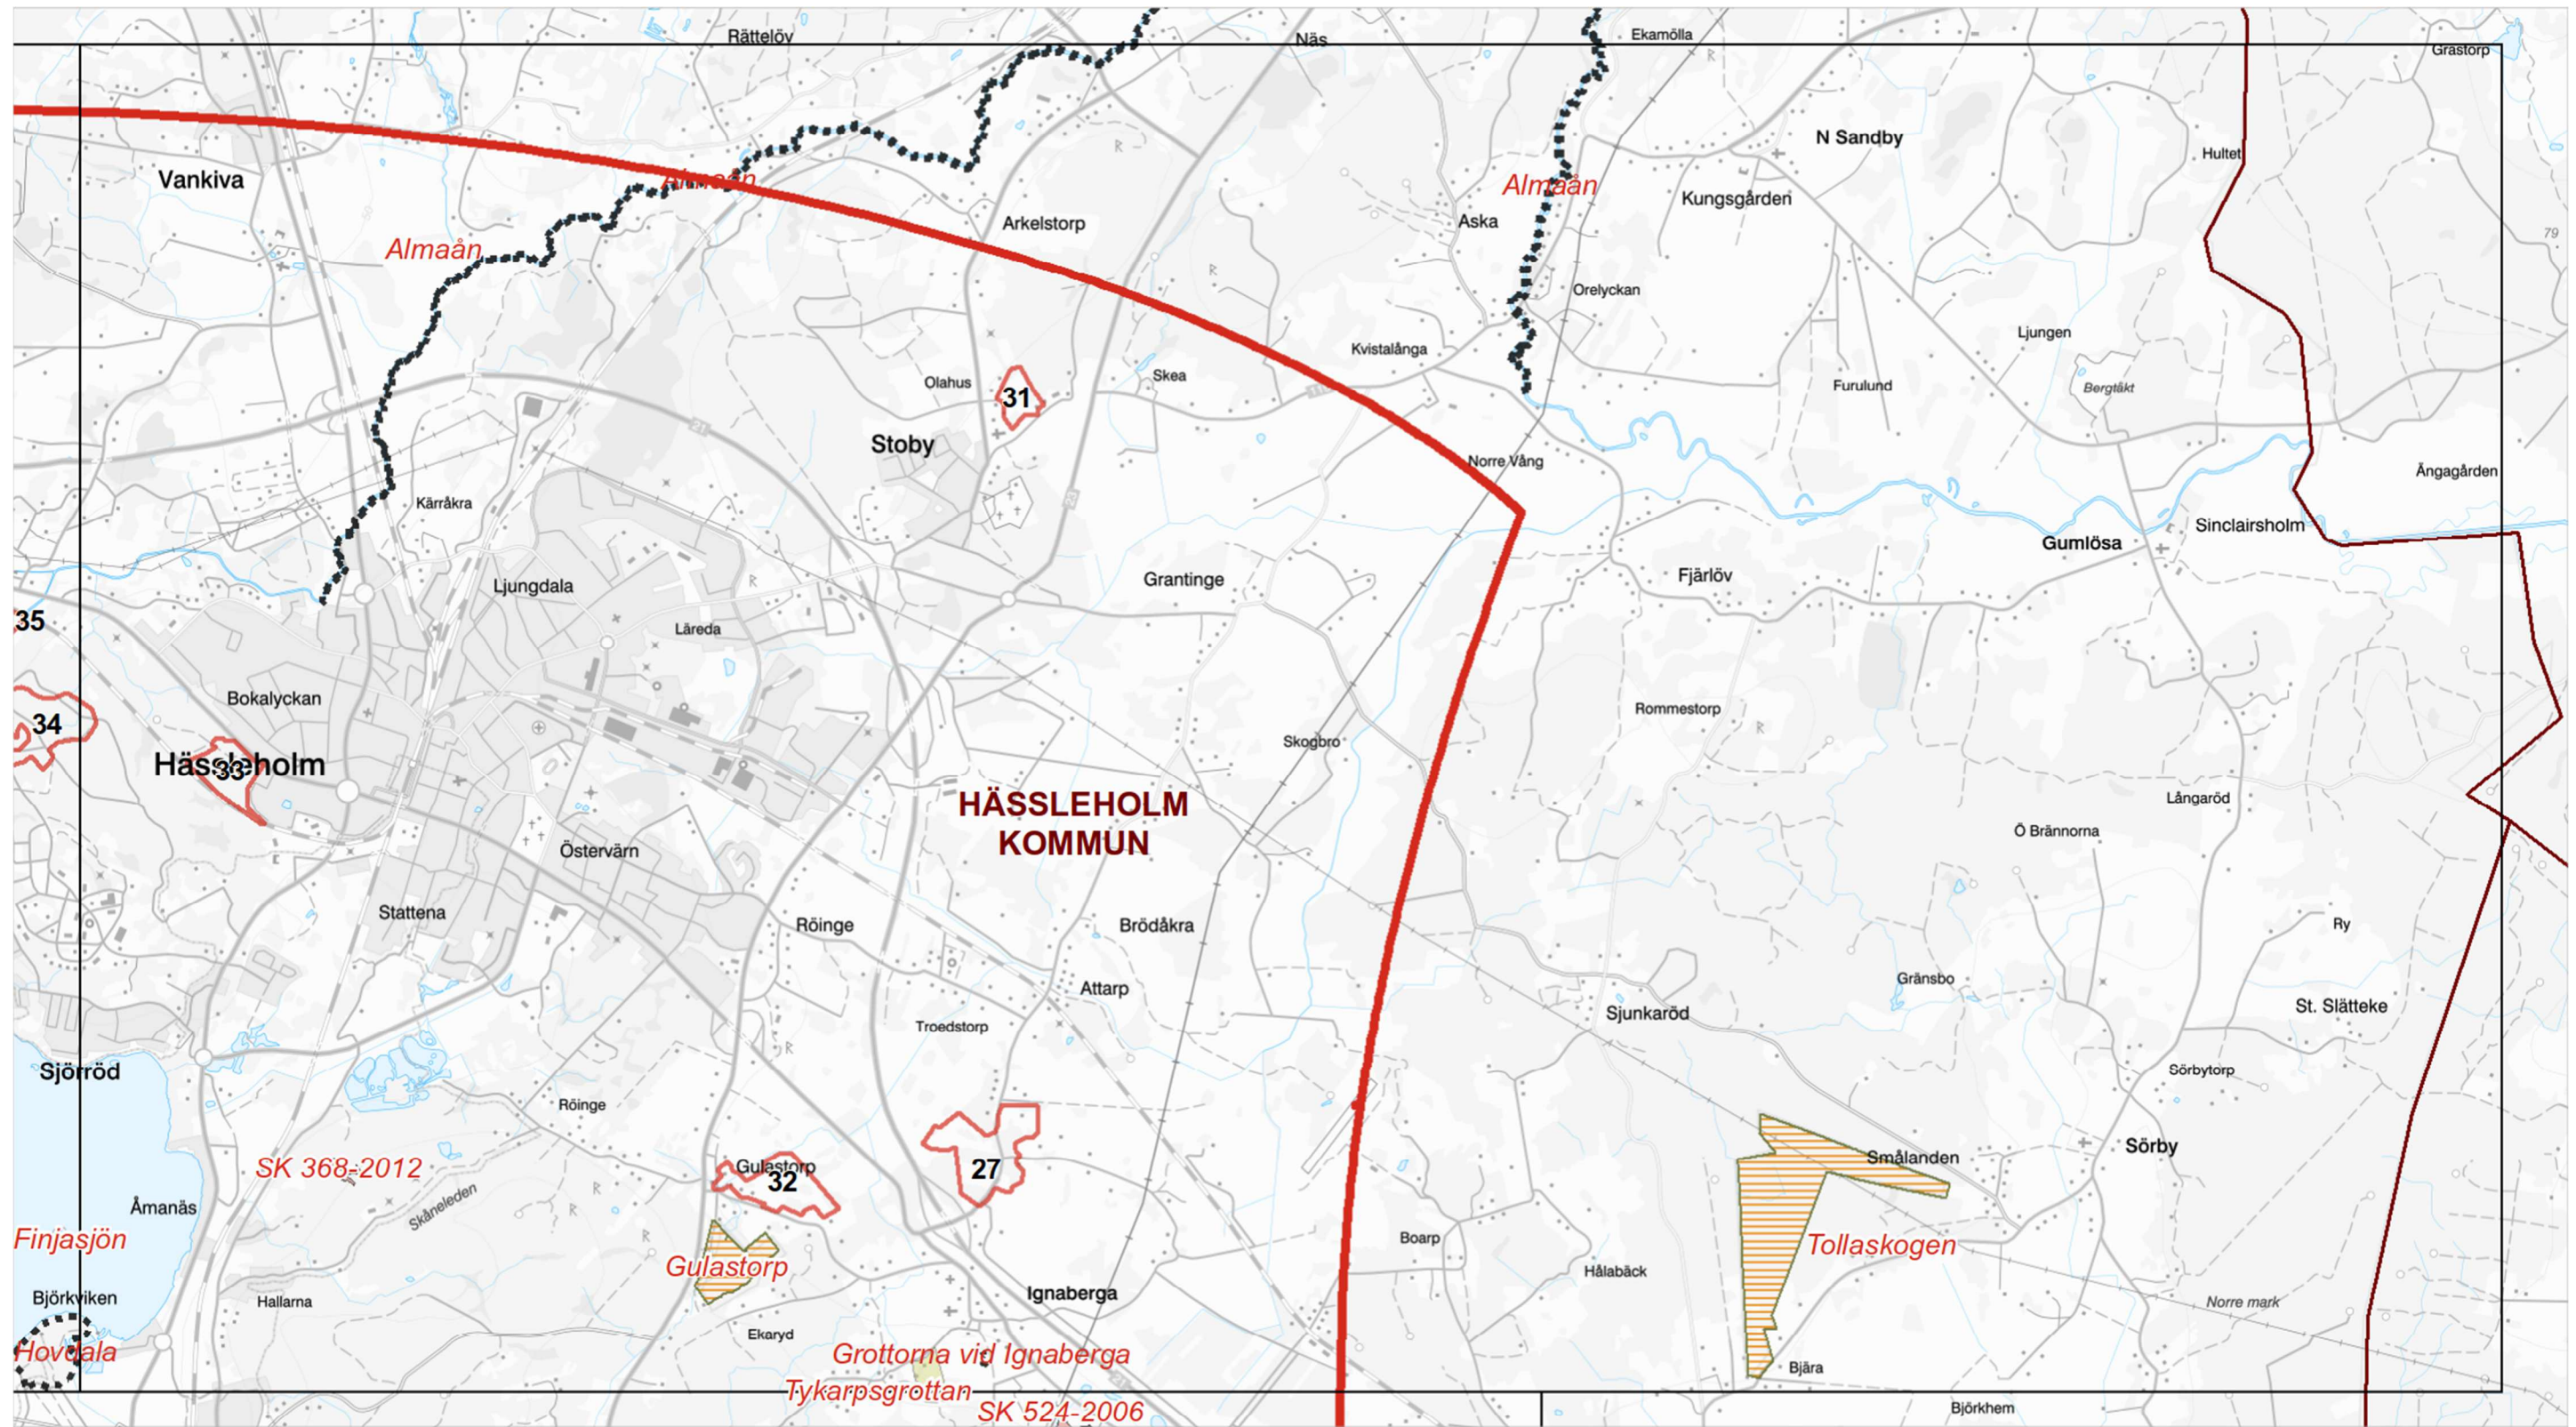 Rättelöv
Näs
Ekamölla
Grastorp
N Sandby
Hultet
Vankiva
Almaån
Almaån
Kungsgården
Aska
Arkelstorp
79
Almaån
Orelyckan
Ljungen
Kvistalånga
Skea
Olahus
31
Furulund
Bergtäkt
21
Stoby
Norre Vång
Ängagården
23
Kärråkra
Sinclairsholm
Gumlösa
Fjärlöv
Grantinge
Ljungdala
35
Läreda
Bokalyckan
Rommestorp
34
Skogbro
Hässleholm
33
Långaröd
HÄSSLEHOLM
KOMMUN
Ö Brännorna
Östervärn
Stattena
Röinge
Brödåkra
Ry
Gränsbo
Attarp
St. Slätteke
Sjunkaröd
Troedstorp
Sjörröd
Sörbytorp
Röinge
Sörby
Smålanden
Gulastorp
32
27
SK 368-2012
Skåneleden
Åmanäs
Finjasjön
Boarp
Tollaskogen
Gulastorp
Hålabäck
Ignaberga
Björkviken
Hallarna
Norre mark
Ekaryd
Hovdala
Grottorna vid Ignaberga
Bjära
Tykarpsgrottan
SK 524-2006
Björkhem